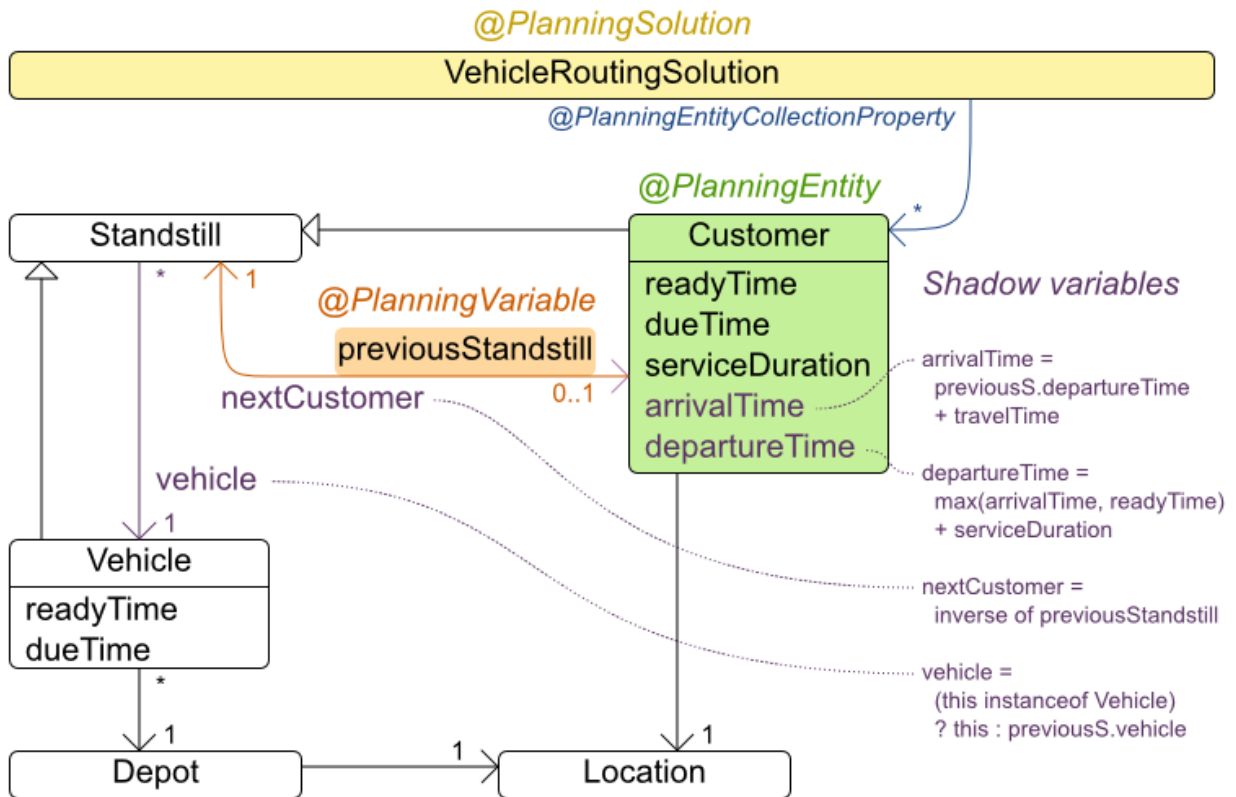 @PlanningSolution
VehicleRoutingSolution
@PlanningEntityCollectionProperty
@PlanningEntity
*
Standstill
Customer
*
1
readyTime
dueTime
serviceDuration
arrivalTime
departureTime
Shadow variables
@PlanningVariable
previousStandstill
0..1
nextCustomer
vehicle
1
arrivalTime =
previousS.departureTime
+ travelTime
departureTime =
max(arrivalTime, readyTime)
+ serviceDuration
nextCustomer =
inverse of previousStandstill
vehicle =
(this instanceof Vehicle)
? this : previousS.vehicle
Vehicle
readyTime
dueTime
*
1
1
1
Depot
Location